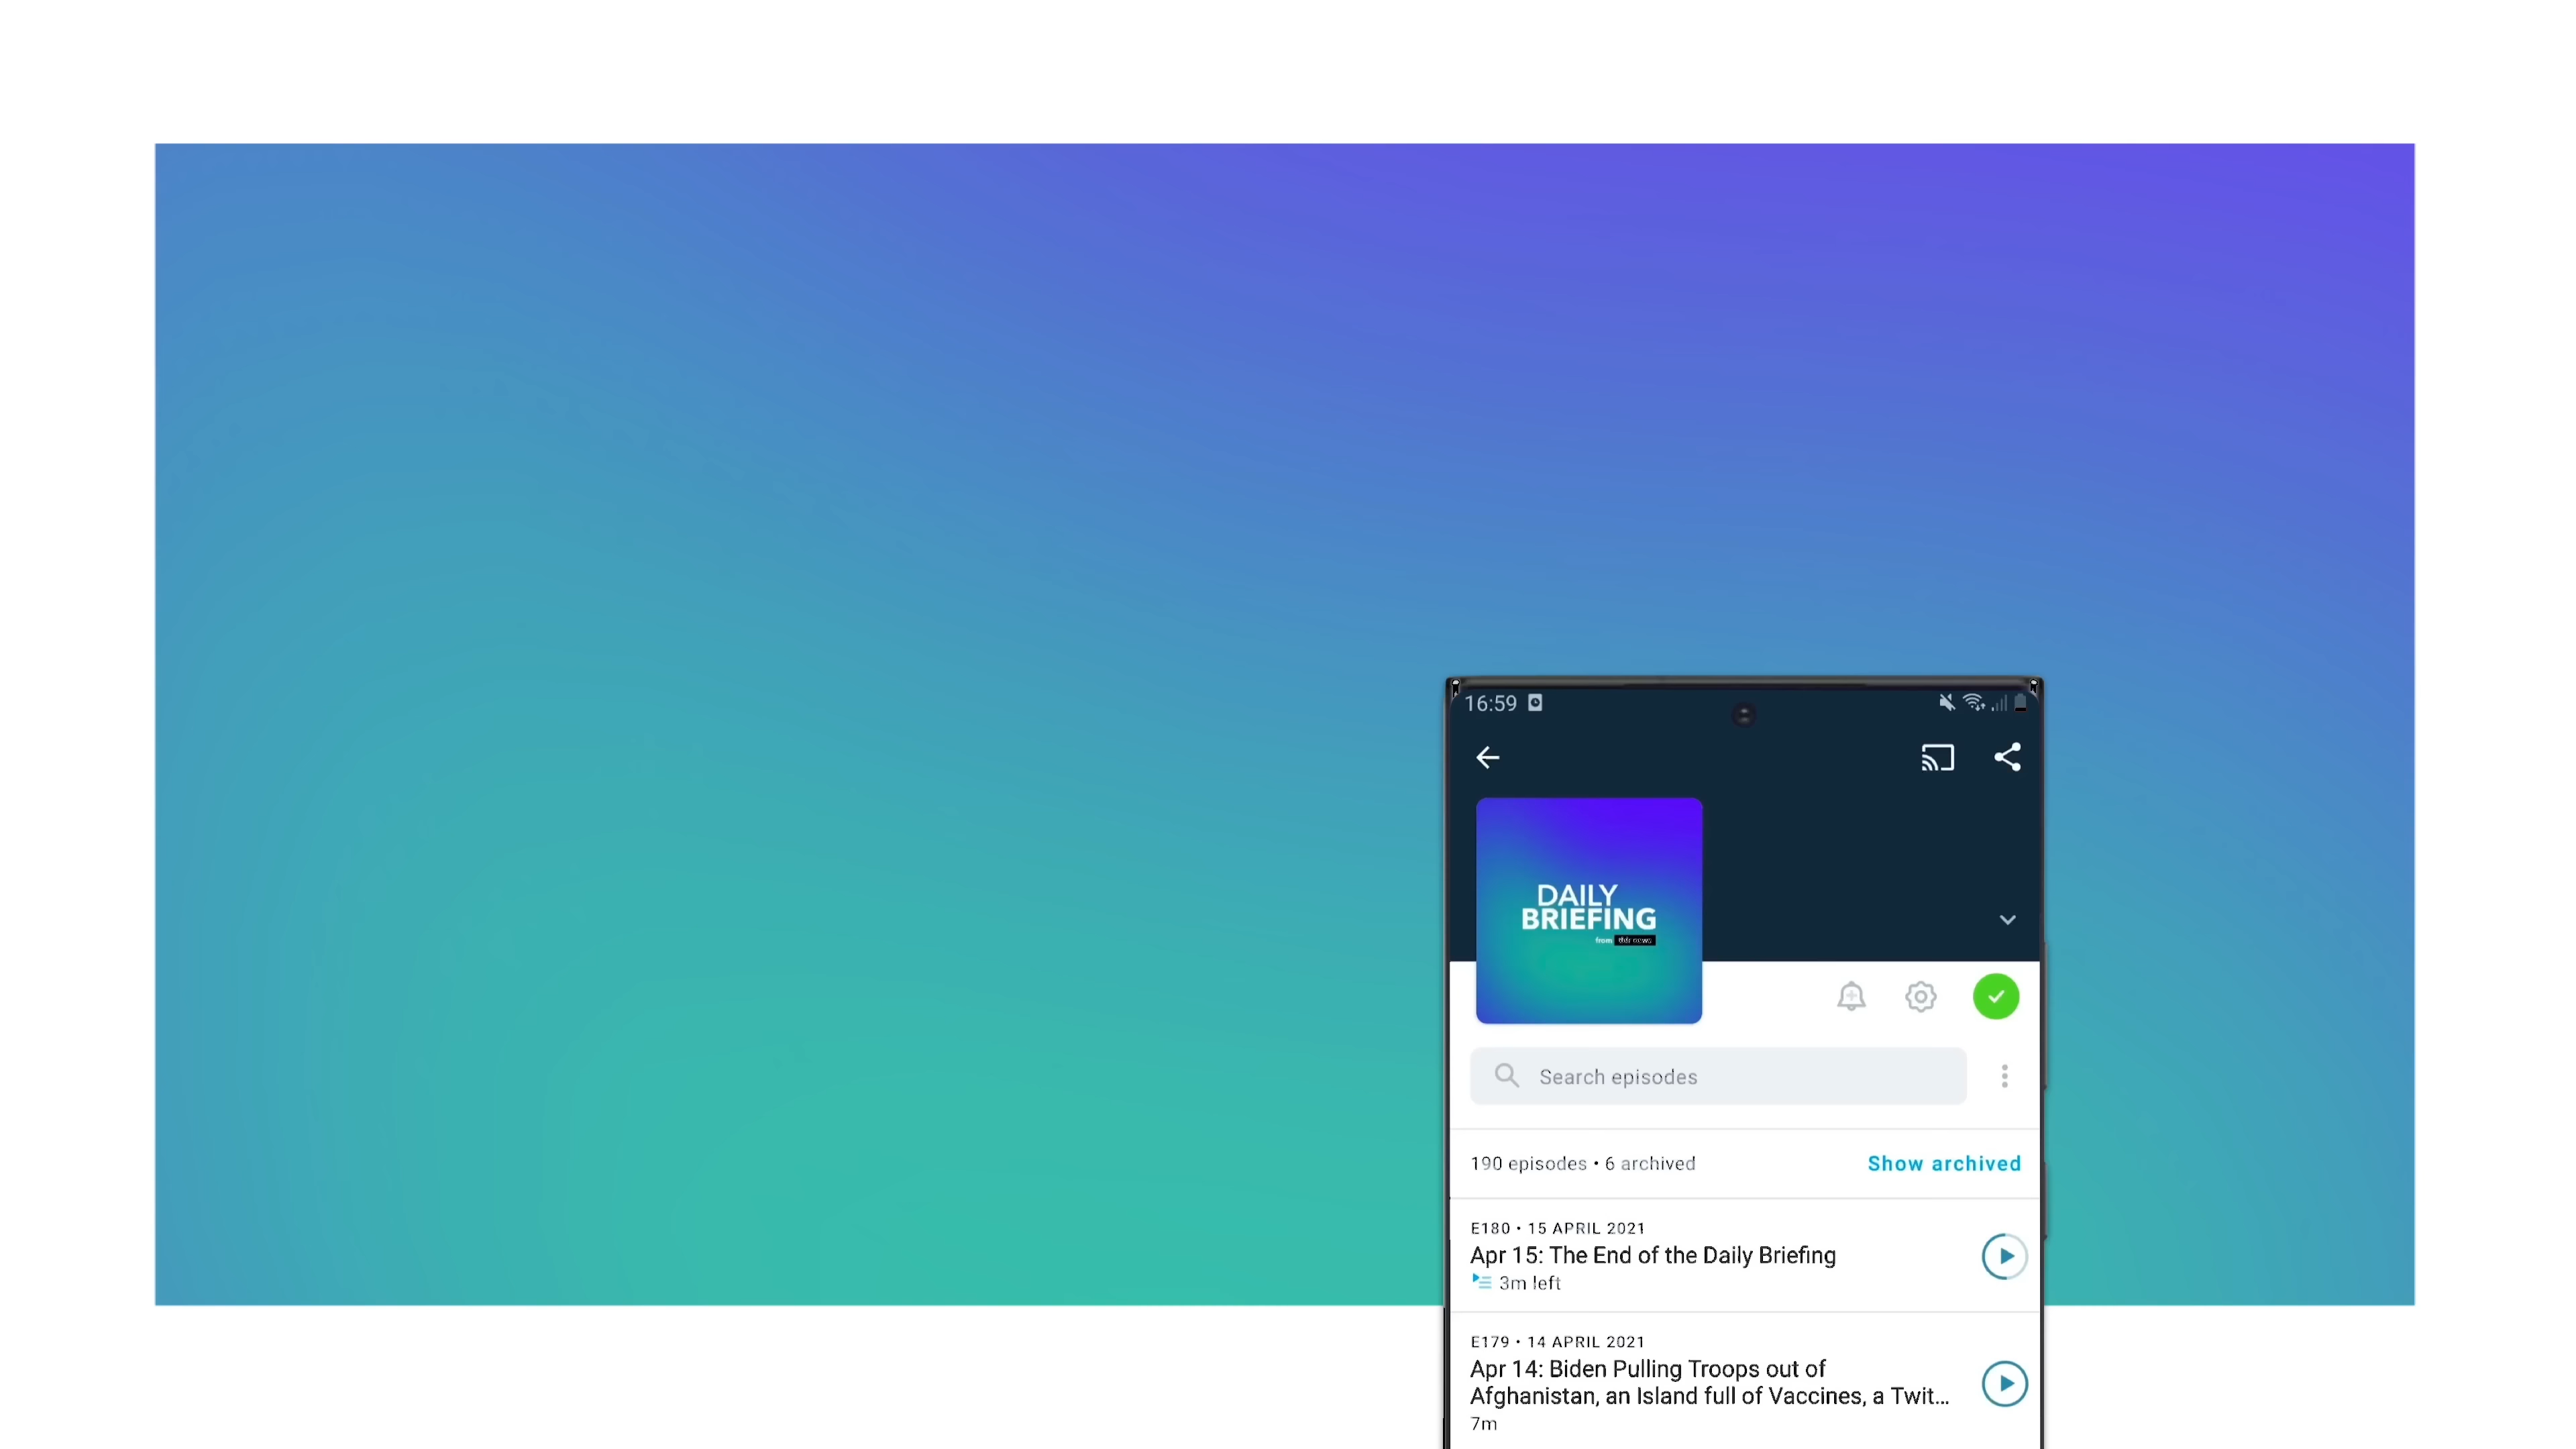 16:59
DAILY
BRIEFING
from
Search episodes
190 episodes • 6 archived
Show archived
E180 • 15 APRIL 2021
Apr 15: The End of the Daily Briefing
3m left
E179 • 14 APRIL 2021
Apr 14: Biden Pulling Troops out of
Afghanistan, an Island full of Vaccines, a Twit...
7m